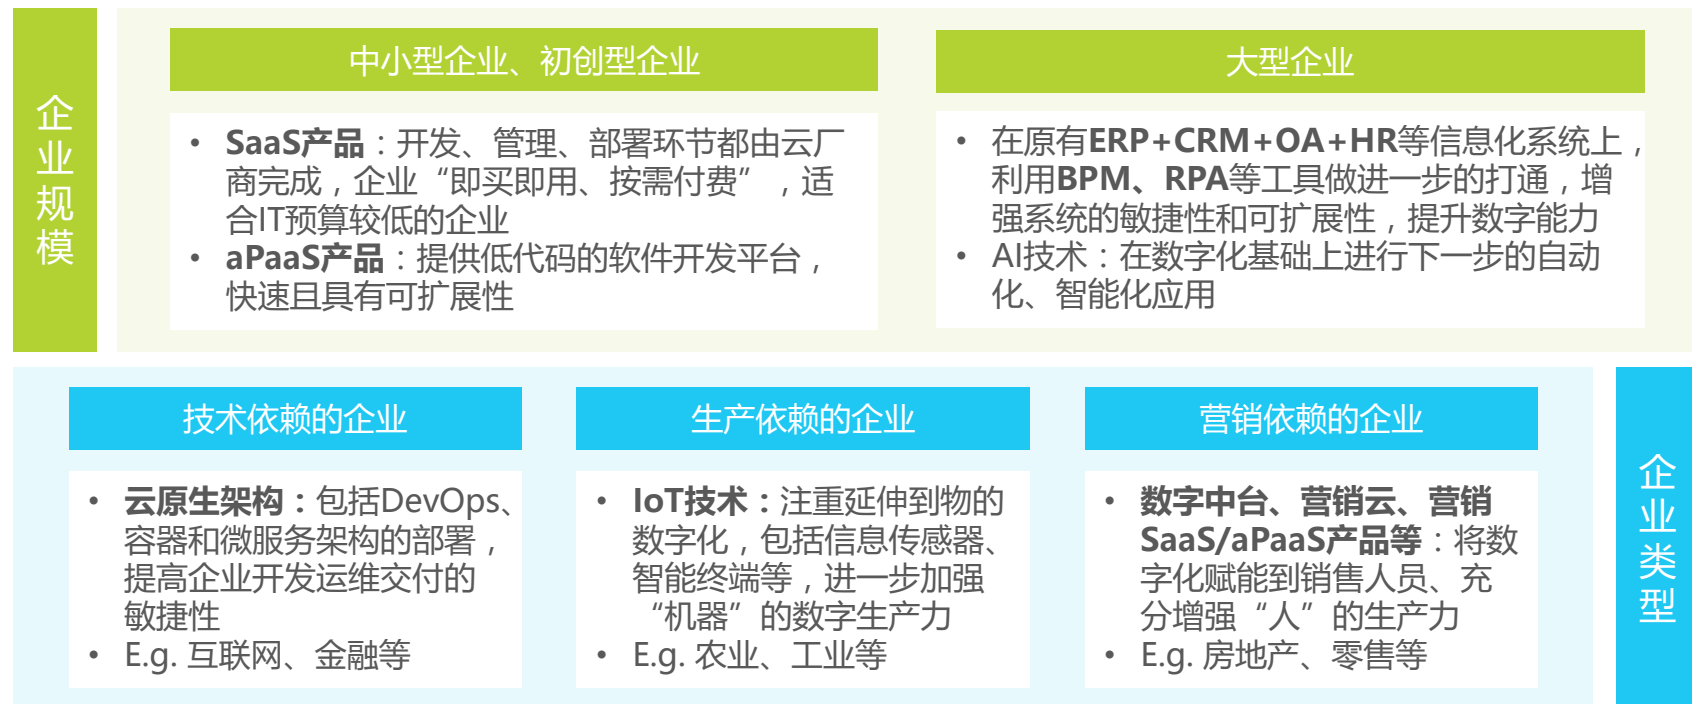 企业规模
中小型企业、初创型企业
• SaaS产品：开发、管理、部署环节都由云厂
商完成，企业“即买即用、按需付费”，适
合IT预算较低的企业
• aPaaS产品：提供低代码的软件开发平台，
快速且具有可扩展性
大型企业
• 在原有ERP+CRM+OA+HR等信息化系统上，
利用BPM、RPA等工具做进一步的打通，增
强系统的敏捷性和可扩展性，提升数字能力
• AI技术：在数字化基础上进行下一步的自动
化、智能化应用
技术依赖的企业
• 云原生架构：包括DevOps、
容器和微服务架构的部署，
提高企业开发运维交付的
敏捷性
• E.g. 互联网、金融等
生产依赖的企业
• IoT技术：注重延伸到物的
数字化，包括信息传感器、
智能终端等，进一步加强
“机器”的数字生产力
• E.g. 农业、工业等
营销依赖的企业
• 数字中台、营销云、营销
SaaS/aPaaS产品等：将数
字化赋能到销售人员、充
分增强“人”的生产力
• E.g. 房地产、零售等
企业类型